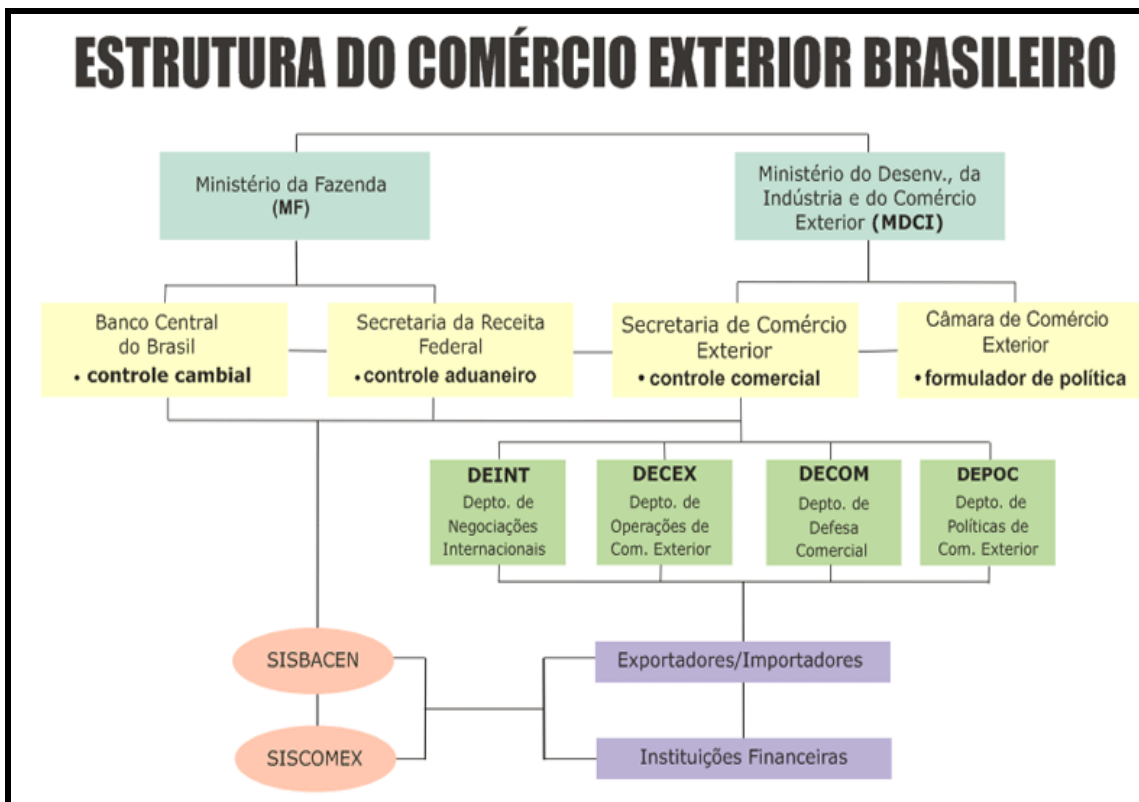 ESTRUTURA DO COMÉRCIO EXTERIOR BRASILEIRO
Ministério da Fazenda
(MF)
Ministério do Desenv., da
Indústria e do Comércio
Exterior (MDCI)
Banco Central
do Brasil
• controle cambial
Secretaria da Receita
Federal
• controle aduaneiro
Secretaria de Comércio
Exterior
• controle comercial
Câmara de Comércio
Exterior
• formulador de política
DEINT
Depto. de
Negociações
Internacionais
DECEX
Depto. de
Operações de
Com. Exterior
DECOM
Depto. de
Defesa
Comercial
DEPOC
Depto. de
Políticas de
Com. Exterior
SISBACEN
Exportadores/Importadores
SISCOMEX
Instituições Financeiras